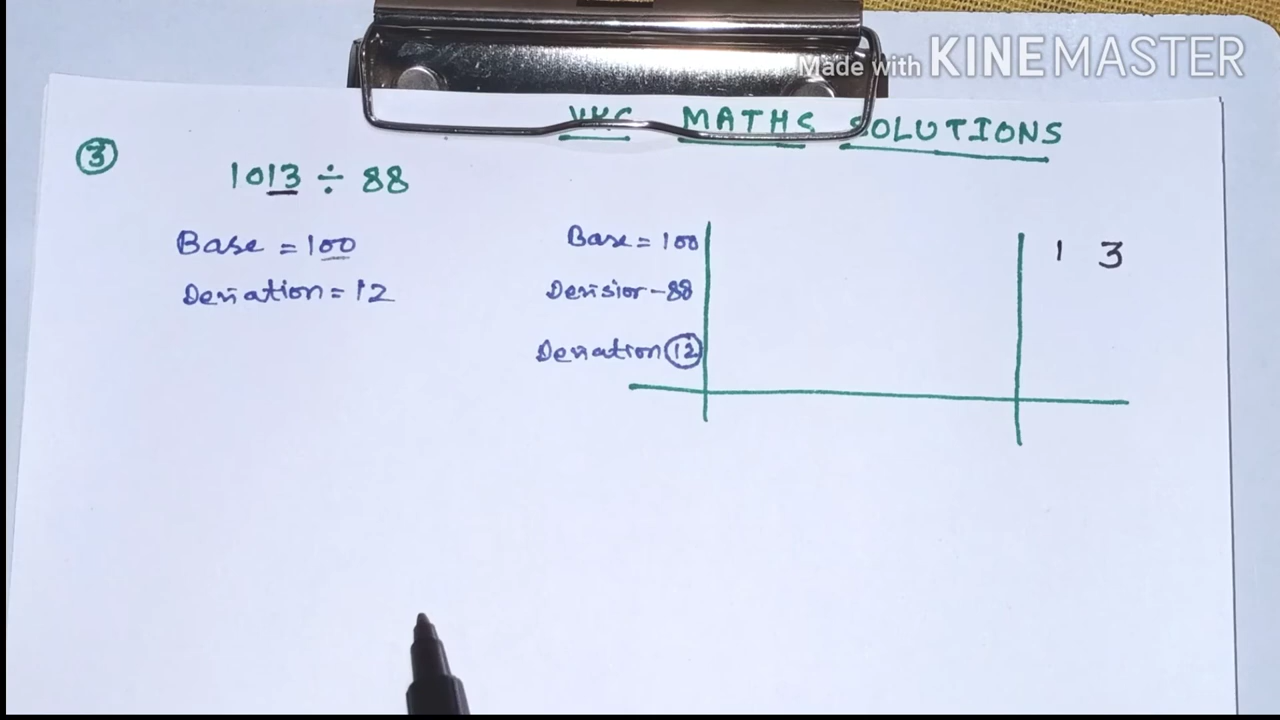 Made with KINEMASTER
MATHS SOLUTIONS
③
1013 ÷ 88
Base = 100
Deviation = 12
Base = 100
Devisior - 88
Deviation 12
1 3